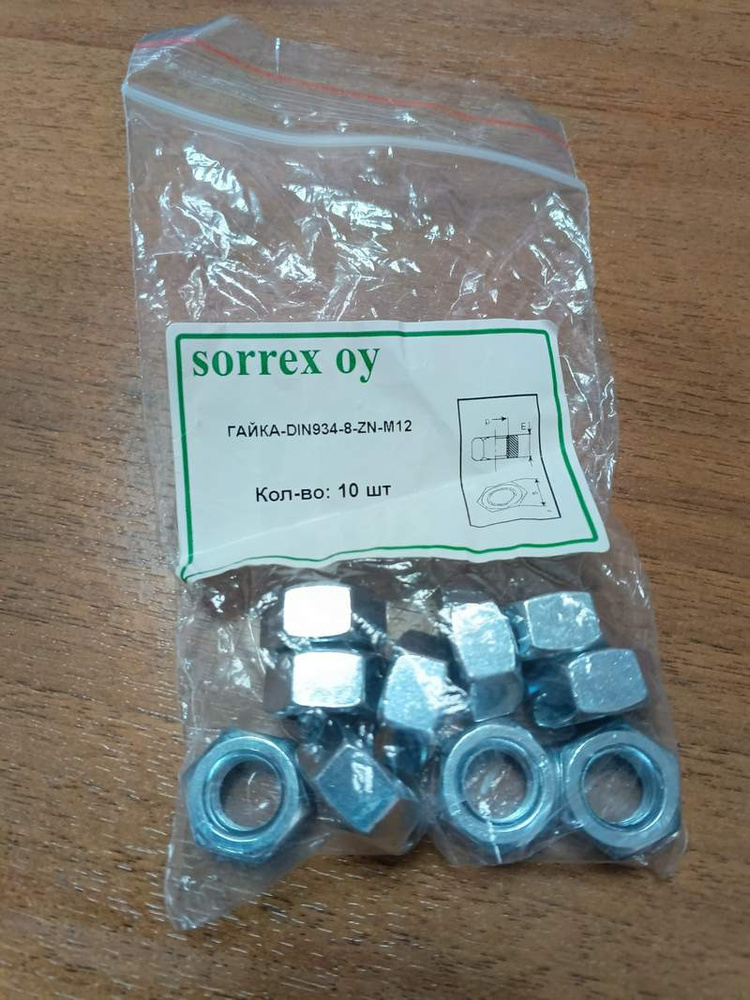 sorrex oy
ГАЙКА-DIN934-8-ZN-M12
Кол-во: 10 шт
D
E
S